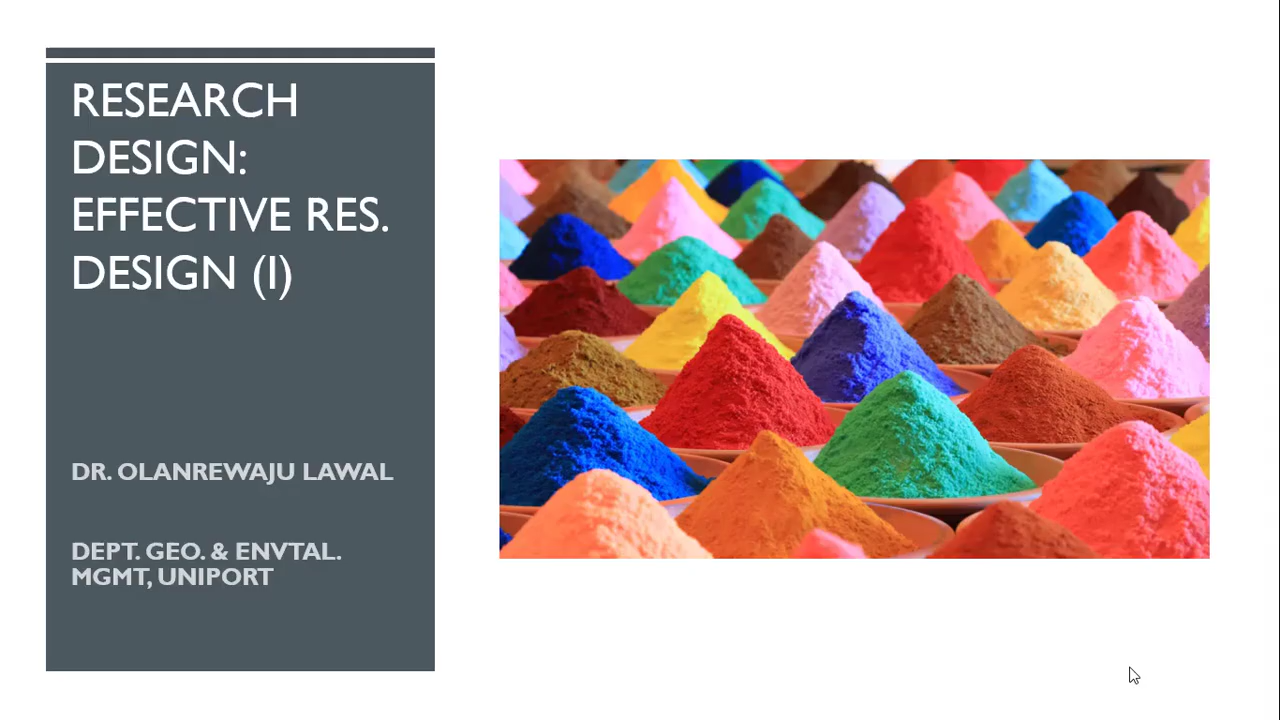 RESEARCH
DESIGN:
EFFECTIVE RES.
DESIGN (I)
DR. OLANREWAJU LAWAL
DEPT. GEO. & ENVTAL.
MGMT, UNIPORT